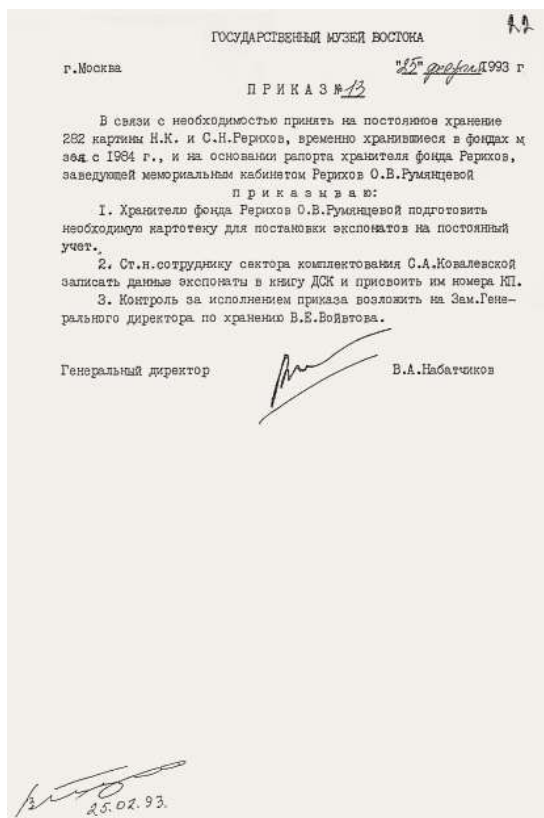 22
ГОСУДАРСТВЕННЫЙ МУЗЕЙ ВОСТОКА
г.Москва "25" февраля 1993 г
П Р И К А З № 13
В связи с необходимостью принять на постоянное хранение
282 картины Н.К. и С.Н.Рерихов, временно хранившиеся в фондах м
зея с 1984 г., и на основании рапорта хранителя фонда Рерихов,
заведующей мемориальным кабинетом Рерихов О.В.Румянцевой
п р и к а з ы в а ю:
I. Хранителю фонда Рерихов О.В.Румянцевой подготовить
необходимую картотеку для постановки экспонатов на постоянный
учет.
2. Ст.н.сотруднику сектора комплектования С.А.Ковалевской
записать данные экспонаты в книгу ДСК и присвоить им номера КП.
3. Контроль за исполнением приказа возложить на Зам.Гене-
рального директора по хранению В.Е.Войвтова.
Генеральный директор В.А.Набатчиков
25.02.93.